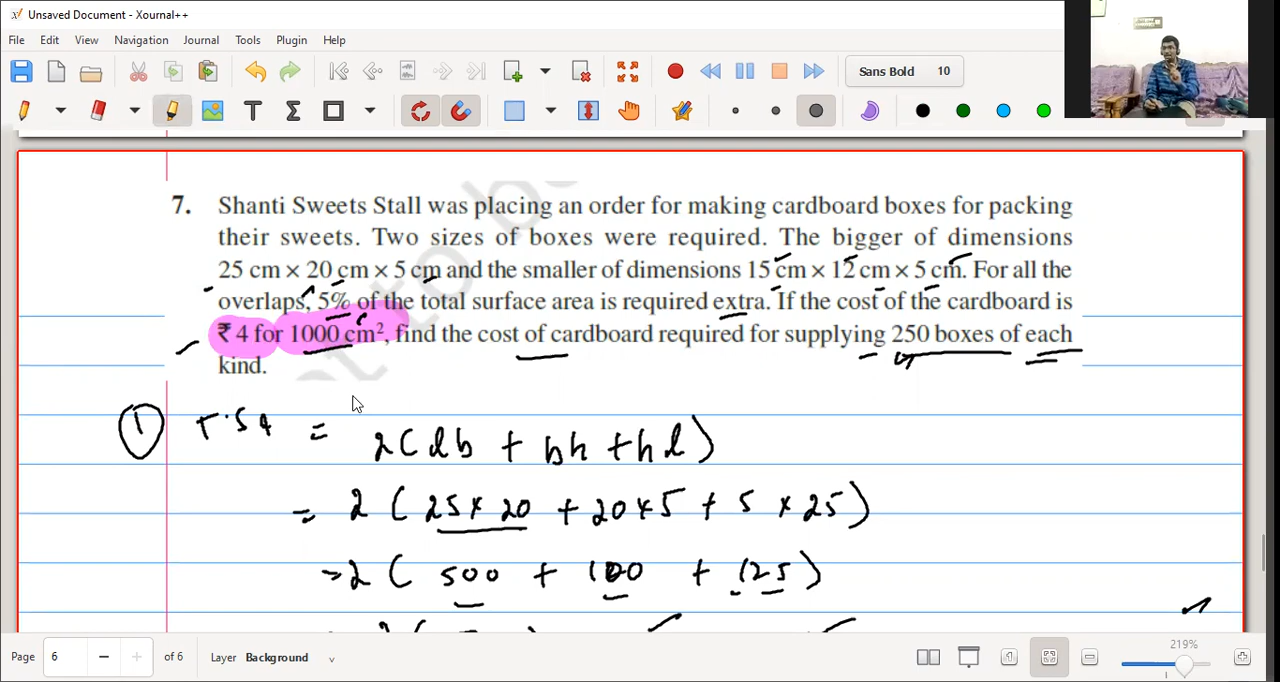 Unsaved Document - Xournal++
File Edit View Navigation Journal Tools Plugin Help
Sans Bold 10
7. Shanti Sweets Stall was placing an order for making cardboard boxes for packing
their sweets. Two sizes of boxes were required. The bigger of dimensions
25 cm × 20 cm × 5 cm and the smaller of dimensions 15 cm × 12 cm × 5 cm. For all the
overlaps, 5% of the total surface area is required extra. If the cost of the cardboard is
₹ 4 for 1000 cm², find the cost of cardboard required for supplying 250 boxes of each
kind.
① T.SA = 2(lb + bh + hl)
= 2 ( 25 × 20 + 20×5 + 5 × 25)
= 2 ( 500 + 100 + 125 )
Page 6 of 6 Layer Background 219%